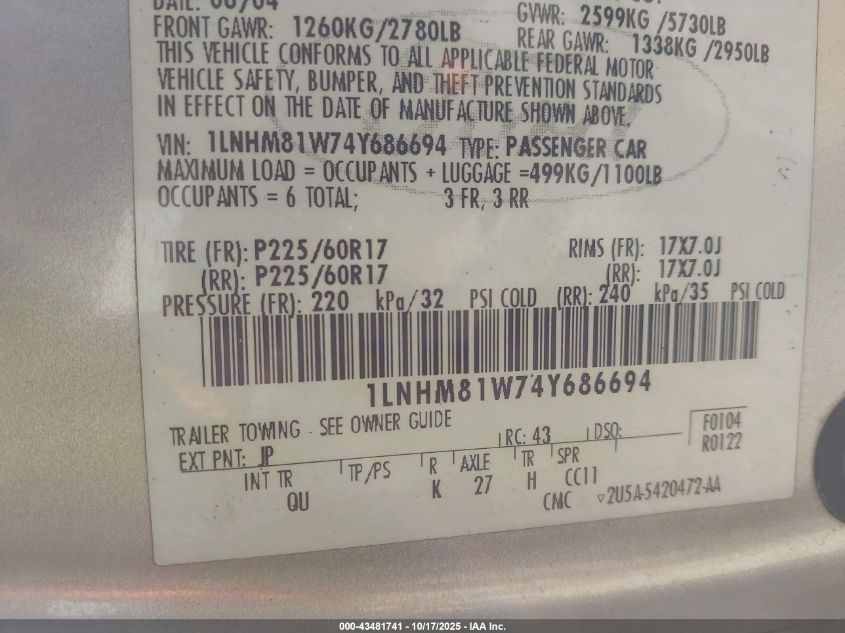 DATE: 06/04
GVWR: 2599KG /5730LB
FRONT GAWR: 1260KG/2780LB
REAR GAWR: 1338KG /2950LB
THIS VEHICLE CONFORMS TO ALL APPLICABLE FEDERAL MOTOR
VEHICLE SAFETY, BUMPER, AND THEFT PREVENTION STANDARDS
IN EFFECT ON THE DATE OF MANUFACTURE SHOWN ABOVE.
VIN: 1LNHM81W74Y686694 TYPE: PASSENGER CAR
MAXIMUM LOAD = OCCUPANTS + LUGGAGE =499KG/1100LB
OCCUPANTS = 6 TOTAL; 3 FR, 3 RR
TIRE (FR): P225/60R17 RIMS (FR): 17X7.0J
(RR): P225/60R17 (RR): 17X7.0J
PRESSURE (FR): 220 kPa/32 PSI COLD (RR): 240 kPa/35 PSI COLD
1LNHM81W74Y686694
TRAILER TOWING - SEE OWNER GUIDE
F0104
R0122
EXT PNT: JP RC: 43 DSO:
INT TR TP/PS R AXLE TR SPR
QU K 27 H CC11
CMC 2U5A-5420472-AA
000-43481741 - 10/17/2025 - IAA Inc.